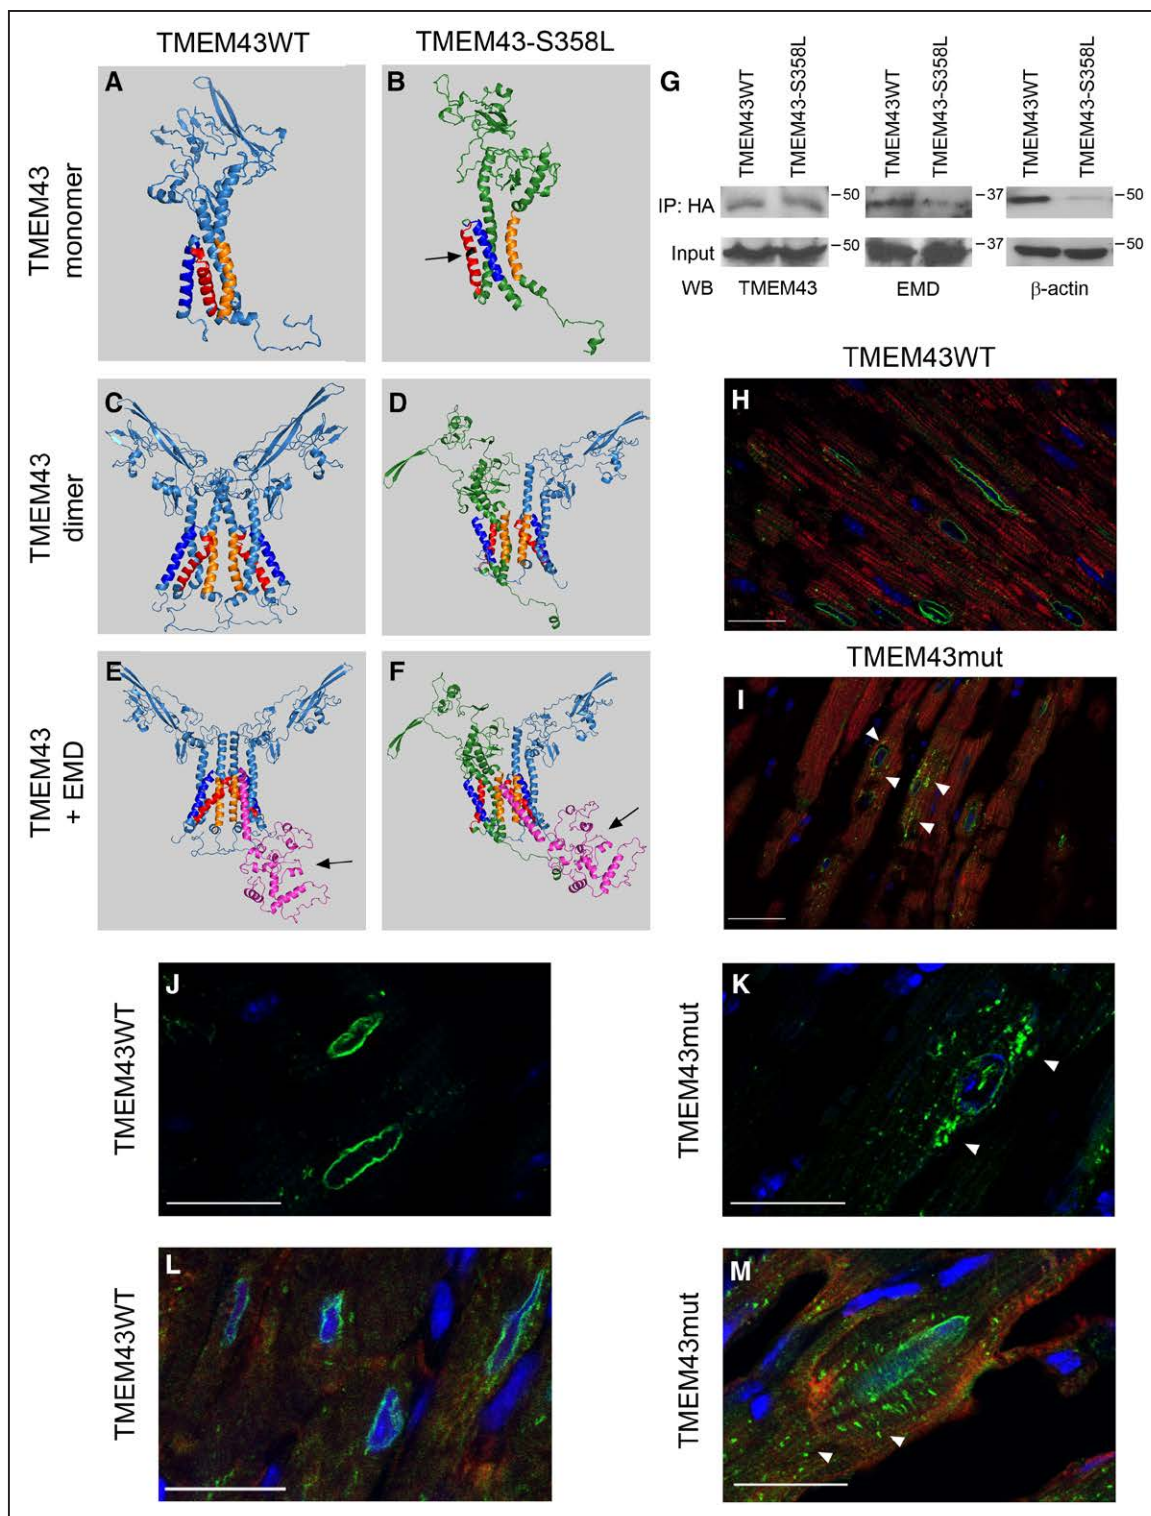 TMEM43WT
TMEM43-S358L
TMEM43 monomer
A
B
TMEM43 dimer
C
D
TMEM43 + EMD
E
F
G
TMEM43WT
TMEM43-S358L
TMEM43WT
TMEM43-S358L
TMEM43WT
TMEM43-S358L
IP: HA
–50
–37
–50
Input
–50
–37
–50
WB
TMEM43
EMD
β-actin
TMEM43WT
H
TMEM43mut
I
TMEM43WT
J
TMEM43mut
K
TMEM43WT
L
TMEM43mut
M